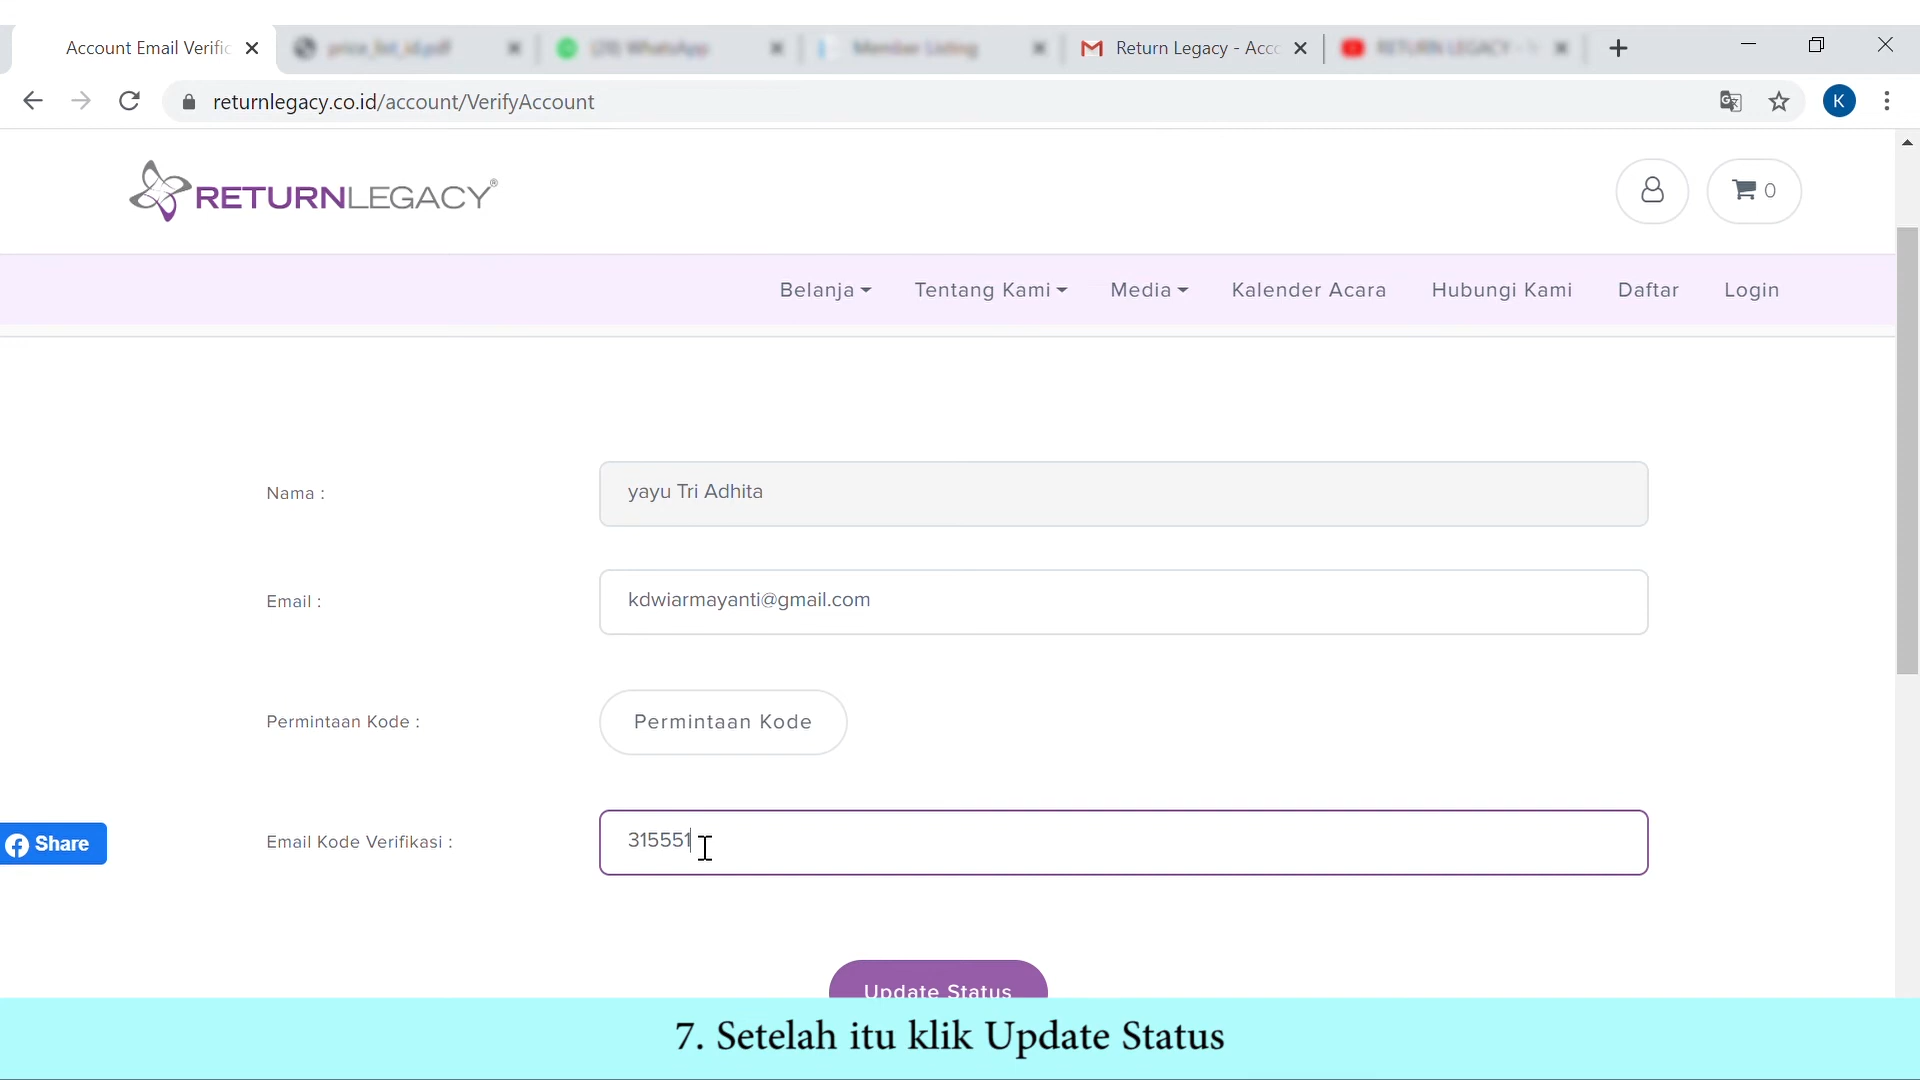 Account Email Verific
Return Legacy - Acco
returnlegacy.co.id/account/VerifyAccount
K
RETURNLEGACY®
0
Belanja
Tentang Kami
Media
Kalender Acara
Hubungi Kami
Daftar
Login
Nama :
yayu Tri Adhita
Email :
kdwiarmayanti@gmail.com
Permintaan Kode :
Permintaan Kode
Share
Email Kode Verifikasi :
315551
Update Status
7. Setelah itu klik Update Status